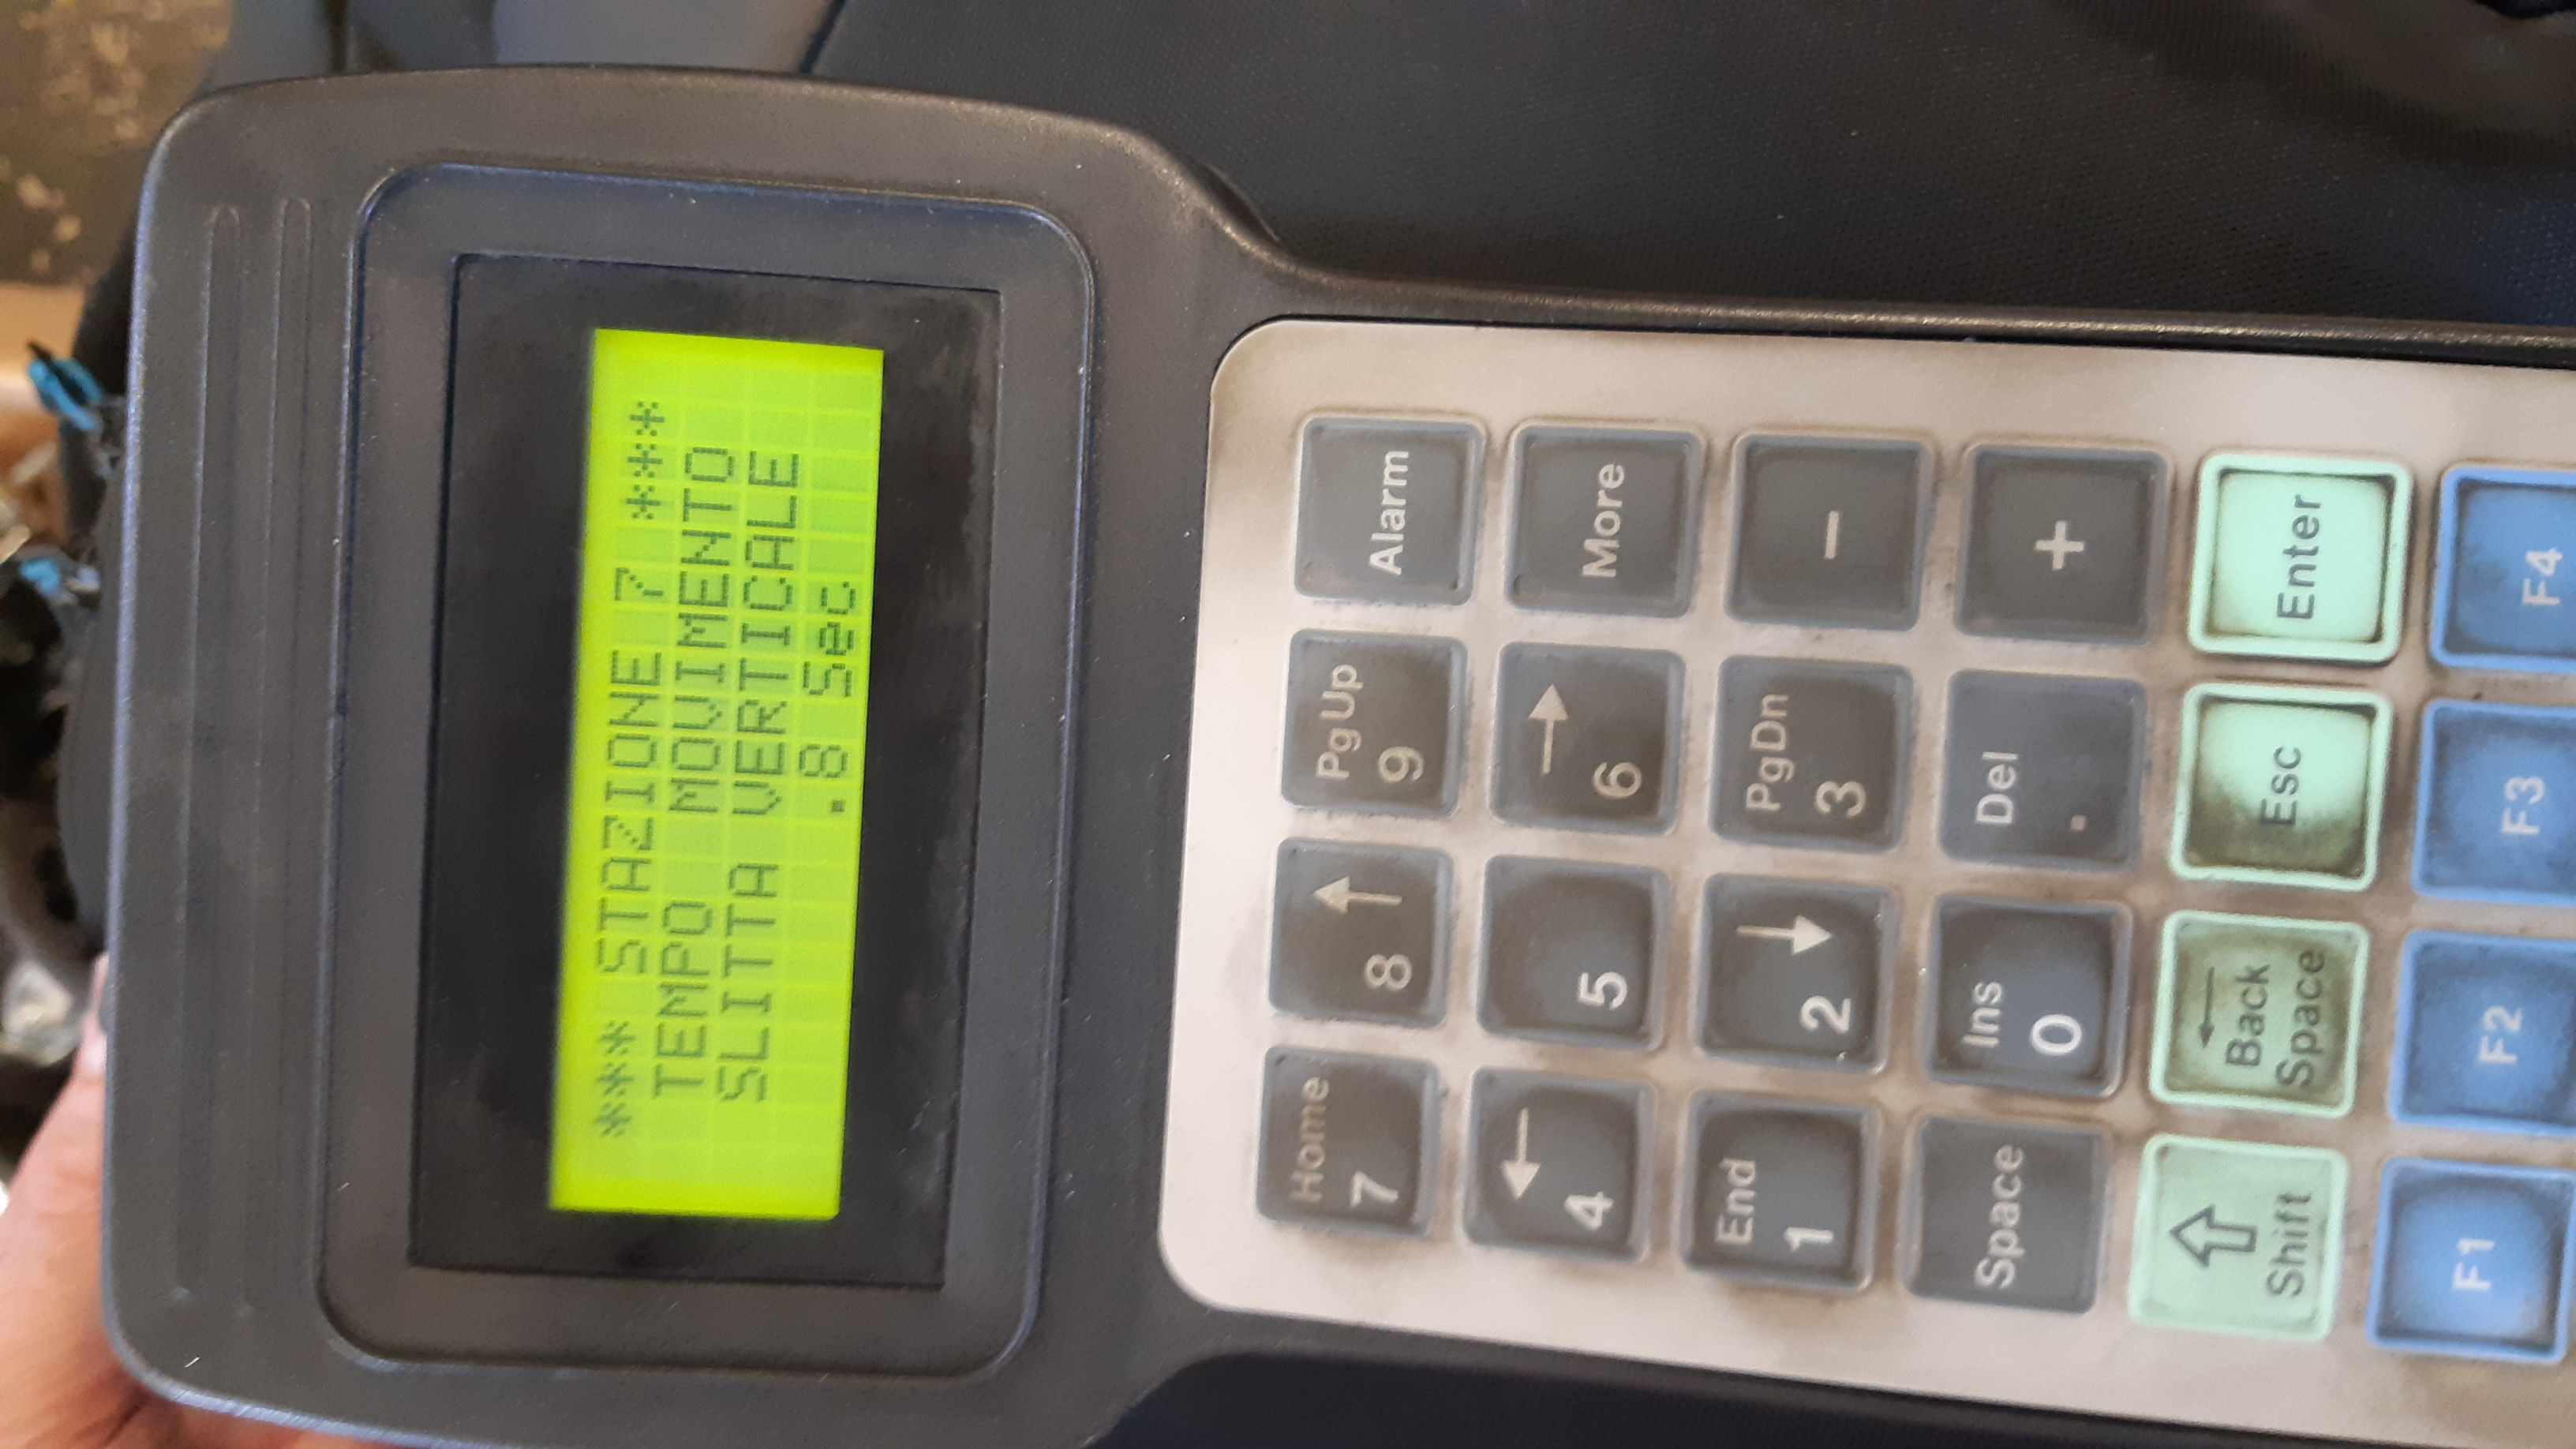 *** STAZIONE 7 ***
TEMPO MOVIMENTO
SLITTA VERTICALE
.8 Sec
Home
7
8
PgUp
9
Alarm
4
5
6
More
End
1
2
PgDn
3
-
Space
Ins
0
Del
.
+
Shift
Back
Space
Esc
Enter
F1
F2
F3
F4